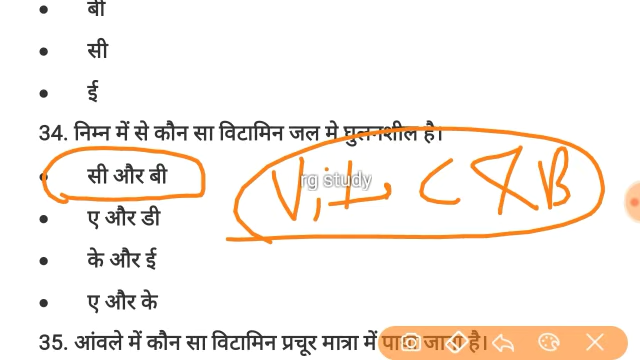 • बी
• सी
• ई
34. निम्न में से कौन सा विटामिन जल मे घुलनशील है।
• सी और बी
rg study
Vit. C & B
• ए और डी
• के और ई
• ए और के
35. आंवले में कौन सा विटामिन प्रचूर मात्रा में पाया जाता है।